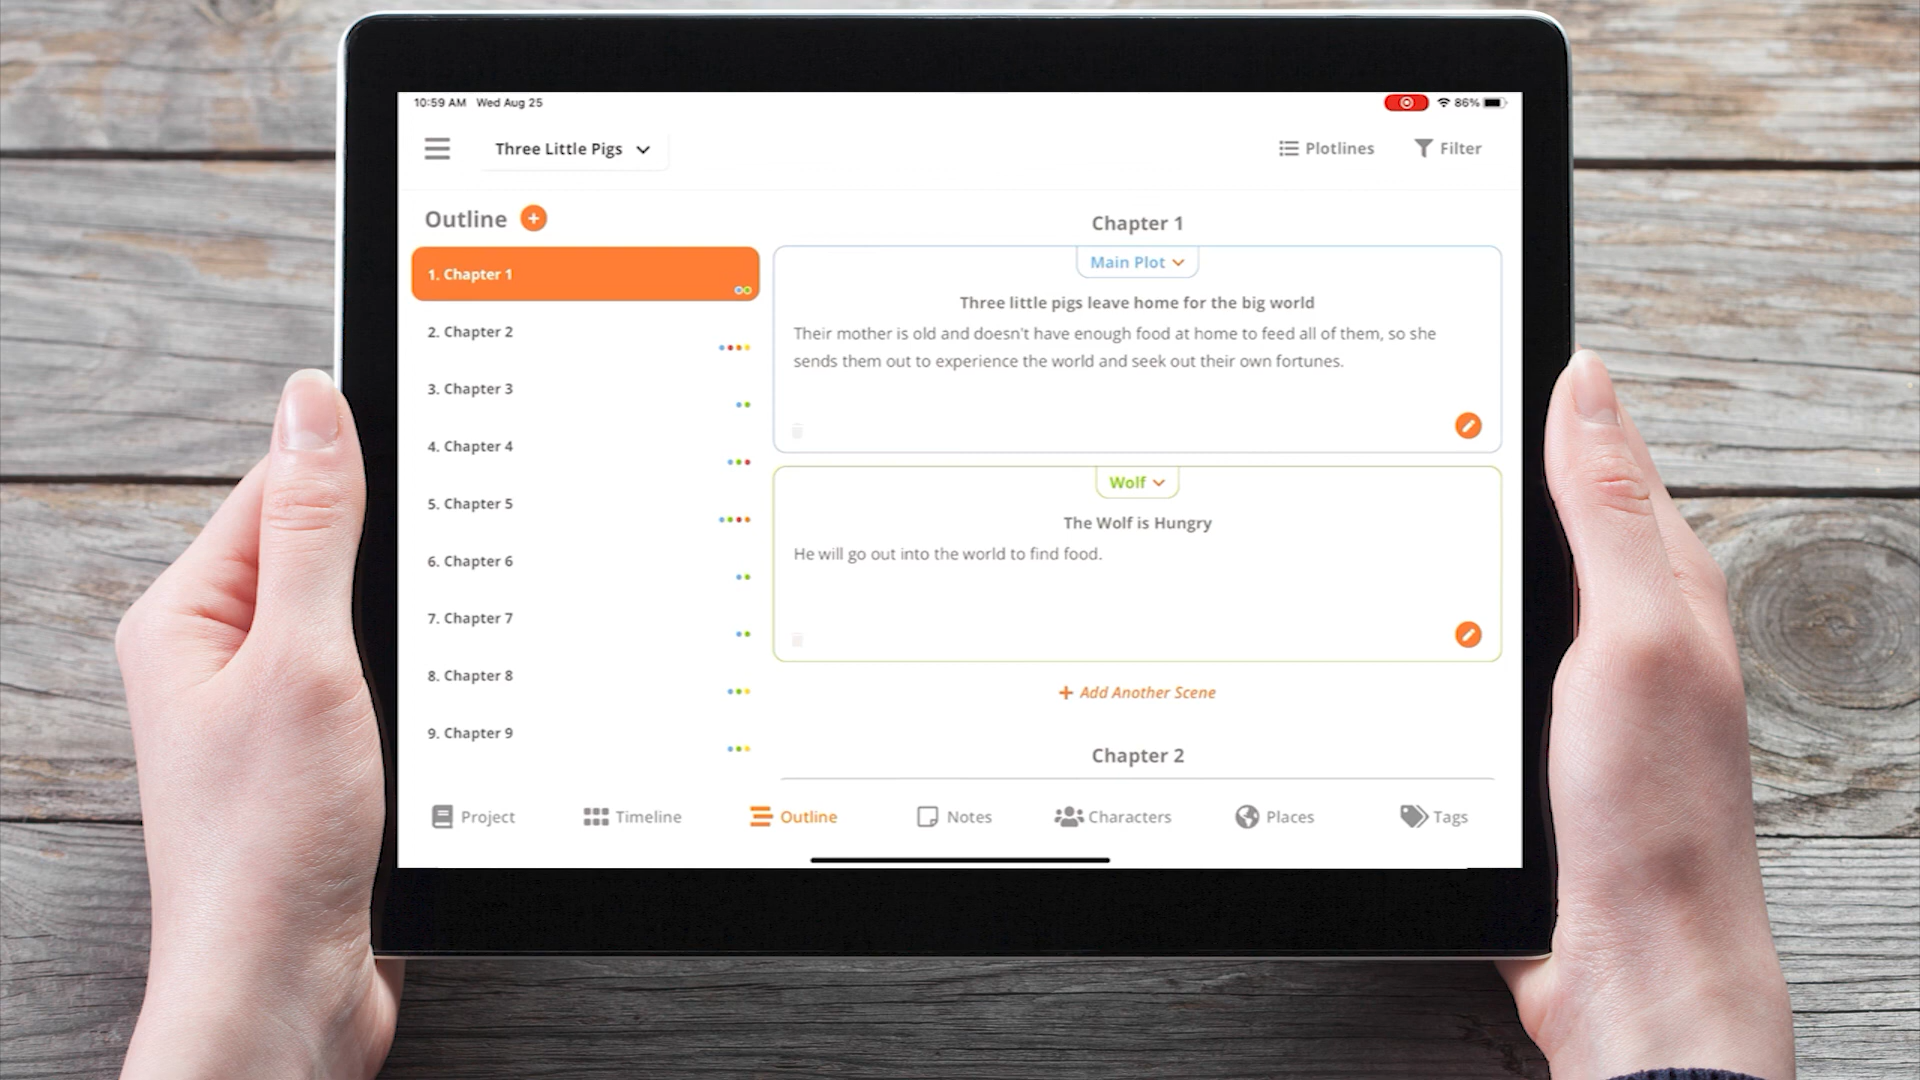 10:59 AM Wed Aug 25
86%
Three Little Pigs
Plotlines
Filter
Outline
1. Chapter 1
2. Chapter 2
3. Chapter 3
4. Chapter 4
5. Chapter 5
6. Chapter 6
7. Chapter 7
8. Chapter 8
9. Chapter 9
Chapter 1
Main Plot
Three little pigs leave home for the big world
Their mother is old and doesn't have enough food at home to feed all of them, so she
sends them out to experience the world and seek out their own fortunes.
Wolf
The Wolf is Hungry
He will go out into the world to find food.
+ Add Another Scene
Chapter 2
Project
Timeline
Outline
Notes
Characters
Places
Tags